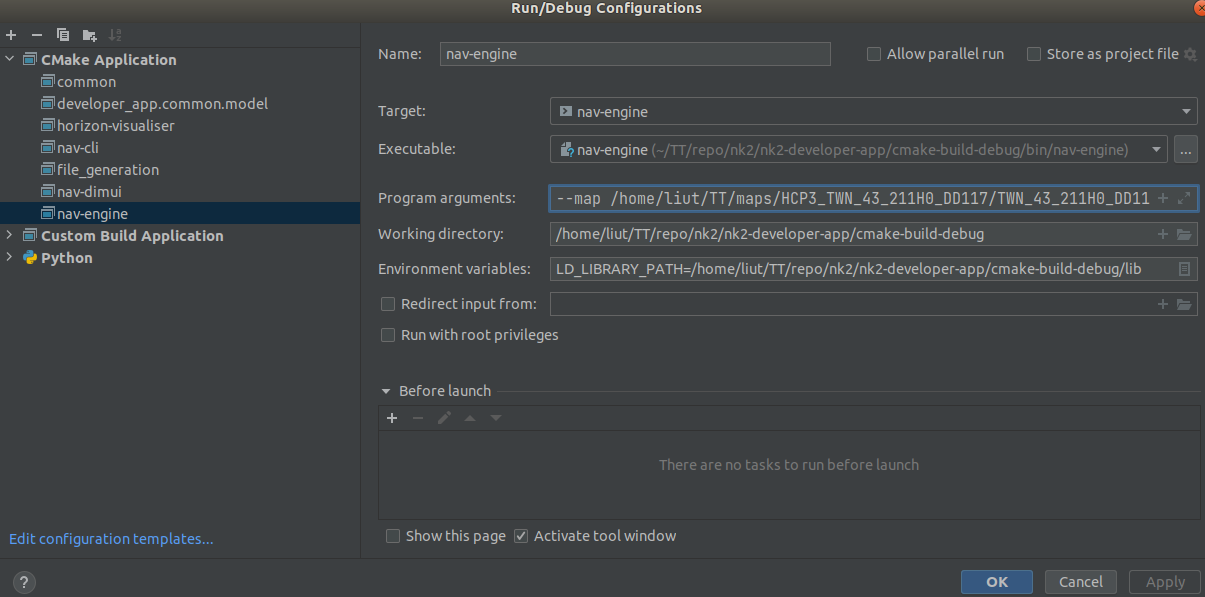 Run/Debug Configurations
CMake Application
common
developer_app.common.model
horizon-visualiser
nav-cli
file_generation
nav-dimui
nav-engine
Custom Build Application
Python
Edit configuration templates...
Name: nav-engine Allow parallel run Store as project file
Target: nav-engine
Executable: nav-engine (~/TT/repo/nk2/nk2-developer-app/cmake-build-debug/bin/nav-engine) ...
Program arguments: --map /home/liut/TT/maps/HCP3_TWN_43_211H0_DD117/TWN_43_211H0_DD11
Working directory: /home/liut/TT/repo/nk2/nk2-developer-app/cmake-build-debug
Environment variables: LD_LIBRARY_PATH=/home/liut/TT/repo/nk2/nk2-developer-app/cmake-build-debug/lib
Redirect input from:
Run with root privileges
Before launch
There are no tasks to run before launch
Show this page Activate tool window
? OK Cancel Apply